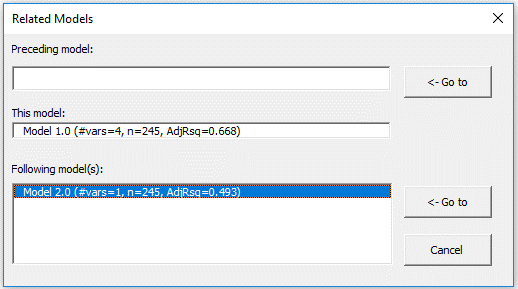 Related Models
Preceding model:
<- Go to
This model:
Model 1.0 (#vars=4, n=245, AdjRsq=0.668)
Following model(s):
Model 2.0 (#vars=1, n=245, AdjRsq=0.493)
<- Go to
Cancel